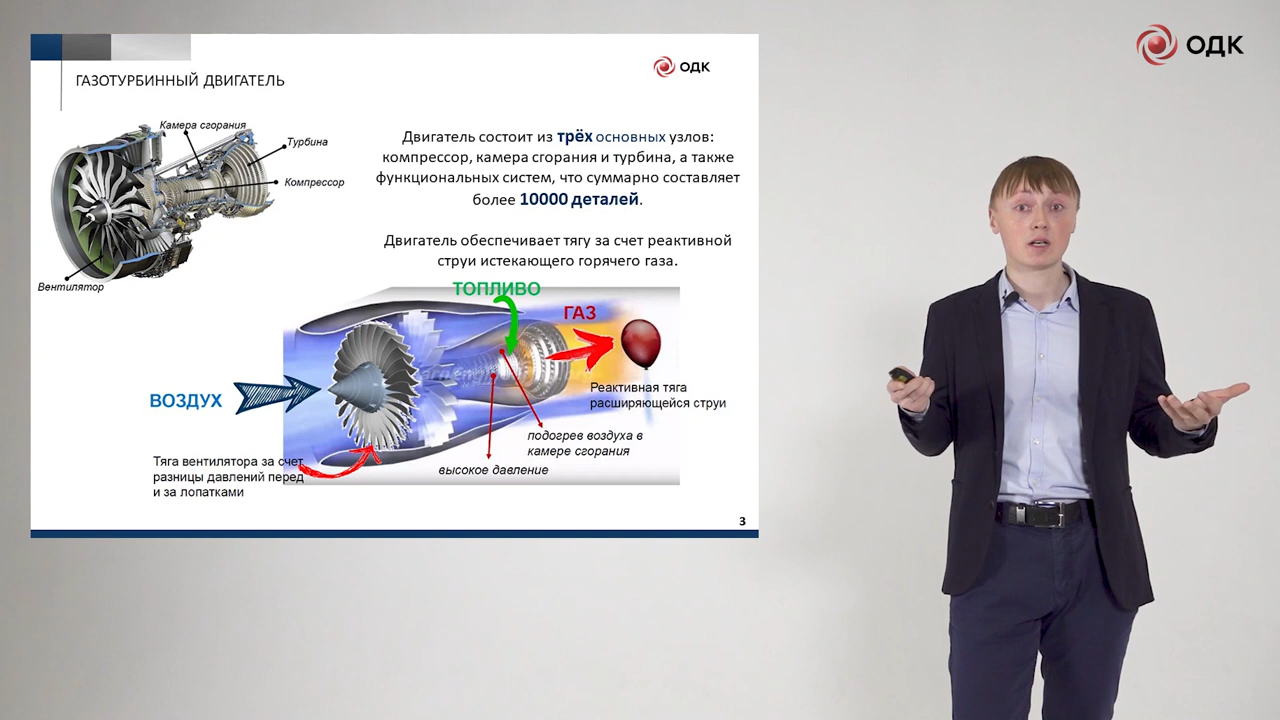 ОДК
ГАЗОТУРБИННЫЙ ДВИГАТЕЛЬ
ОДК
Камера сгорания
Турбина
Компрессор
Вентилятор
Двигатель состоит из трёх основных узлов:
компрессор, камера сгорания и турбина, а также
функциональных систем, что суммарно составляет
более 10000 деталей.
Двигатель обеспечивает тягу за счет реактивной
струи истекающего горячего газа.
ТОПЛИВО
ГАЗ
ВОЗДУХ
Реактивная тяга
расширяющейся струи
подогрев воздуха в
камере сгорания
высокое давление
Тяга вентилятора за счет
разницы давлений перед
и за лопатками
3